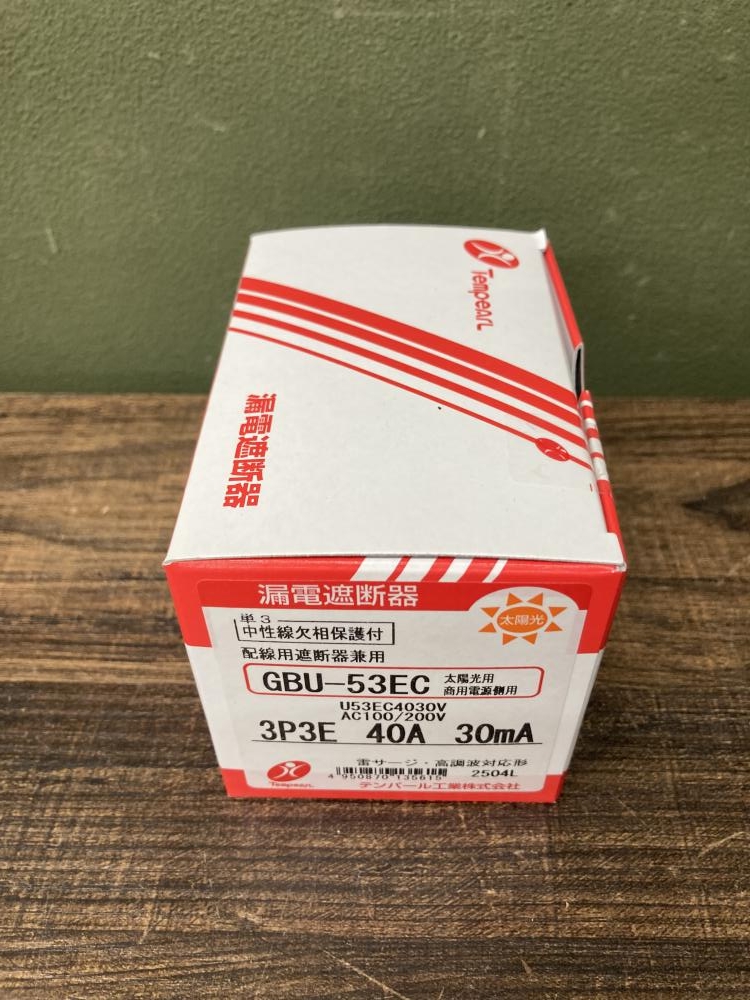 Tempearl
漏電遮断器
漏電遮断器
太陽光
単3
中性線欠相保護付
配線用遮断器兼用
GBU-53EC 太陽光用
商用電源側用
U53EC4030V
AC100/200V
3P3E 40A 30mA
雷サージ・高調波対応形
4950870135615 2504L
Tempearl テンパール工業株式会社